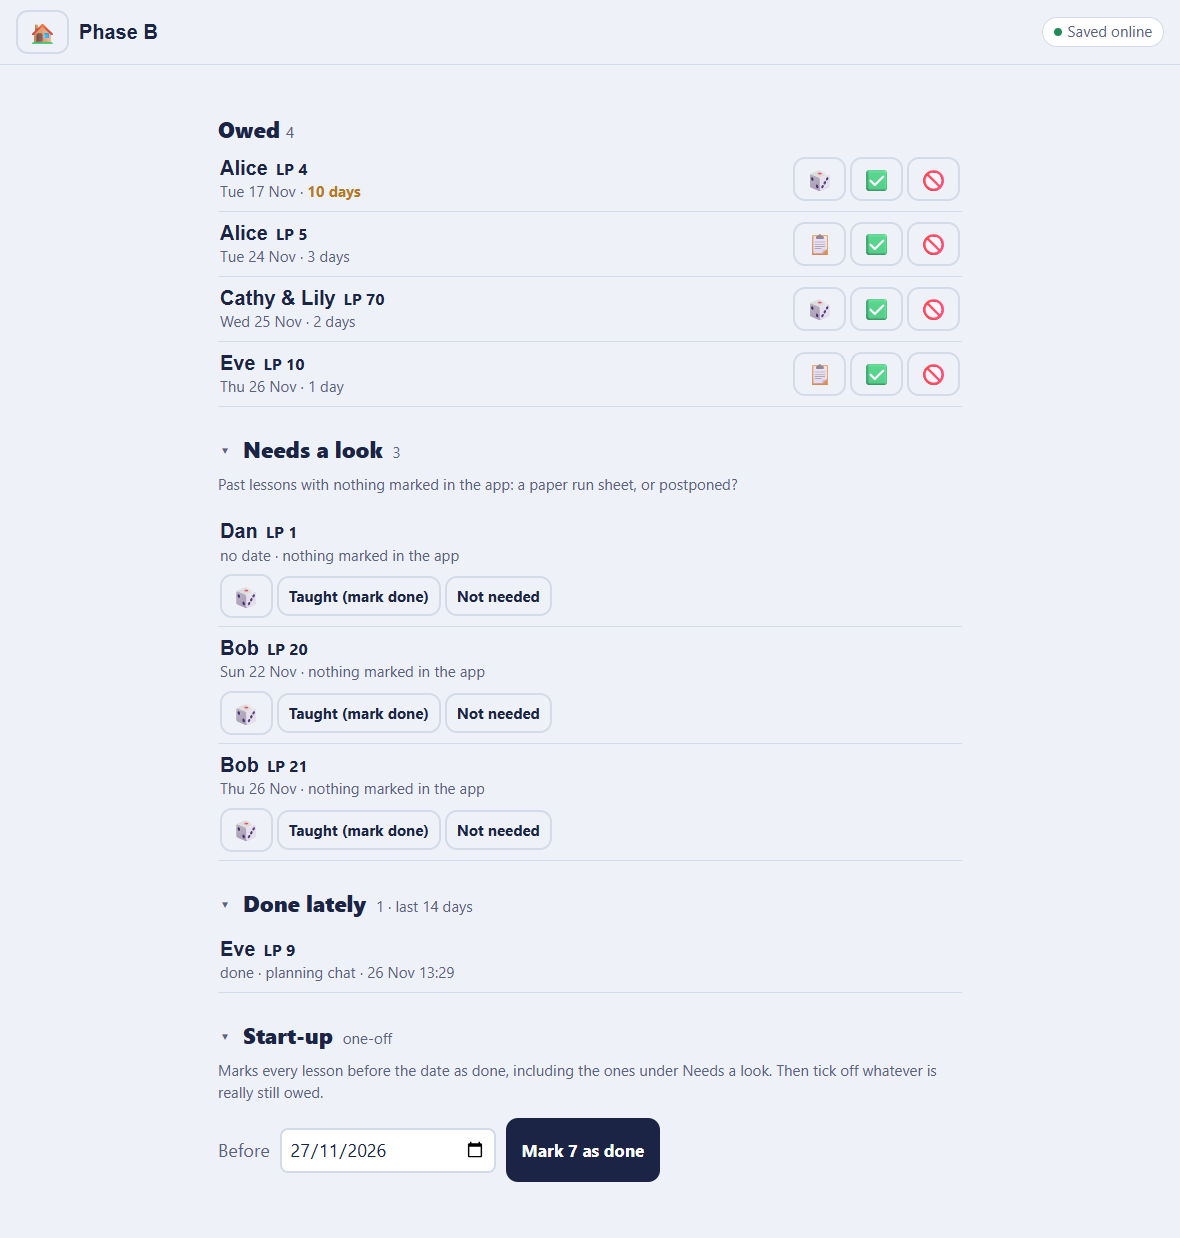 Phase B
Saved online
Owed 4
Alice LP 4
Tue 17 Nov · 10 days
Alice LP 5
Tue 24 Nov · 3 days
Cathy & Lily LP 70
Wed 25 Nov · 2 days
Eve LP 10
Thu 26 Nov · 1 day
Needs a look 3
Past lessons with nothing marked in the app: a paper run sheet, or postponed?
Dan LP 1
no date · nothing marked in the app
Taught (mark done) Not needed
Bob LP 20
Sun 22 Nov · nothing marked in the app
Taught (mark done) Not needed
Bob LP 21
Thu 26 Nov · nothing marked in the app
Taught (mark done) Not needed
Done lately 1 · last 14 days
Eve LP 9
done · planning chat · 26 Nov 13:29
Start-up one-off
Marks every lesson before the date as done, including the ones under Needs a look. Then tick off whatever is
really still owed.
Before 27/11/2026 Mark 7 as done